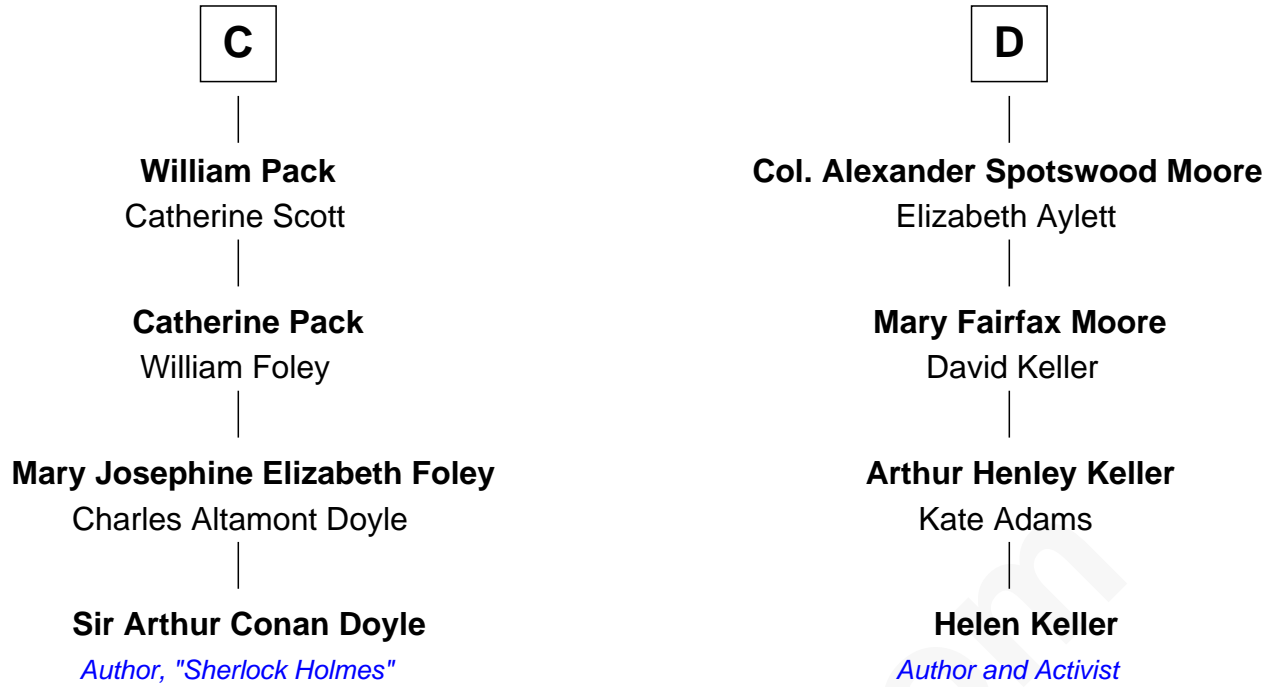 C
William Pack
Catherine Scott
Catherine Pack
William Foley
Mary Josephine Elizabeth Foley
Charles Altamont Doyle
Sir Arthur Conan Doyle
Author, "Sherlock Holmes"
D
Col. Alexander Spotswood Moore
Elizabeth Aylett
Mary Fairfax Moore
David Keller
Arthur Henley Keller
Kate Adams
Helen Keller
Author and Activist